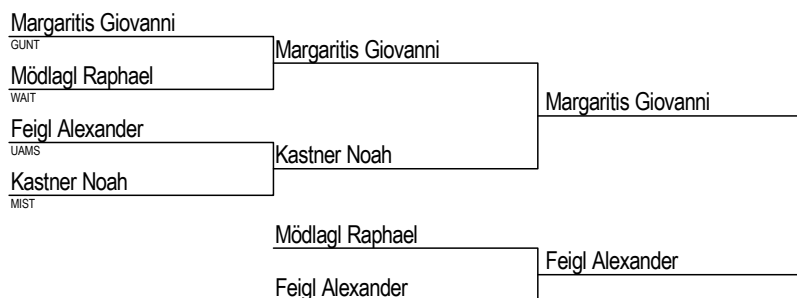 Margaritis Giovanni
GUNT
Margaritis Giovanni
Mödlagl Raphael
WAIT
Margaritis Giovanni
Feigl Alexander
UAMS
Kastner Noah
Kastner Noah
MIST
Mödlagl Raphael
Feigl Alexander
Feigl Alexander